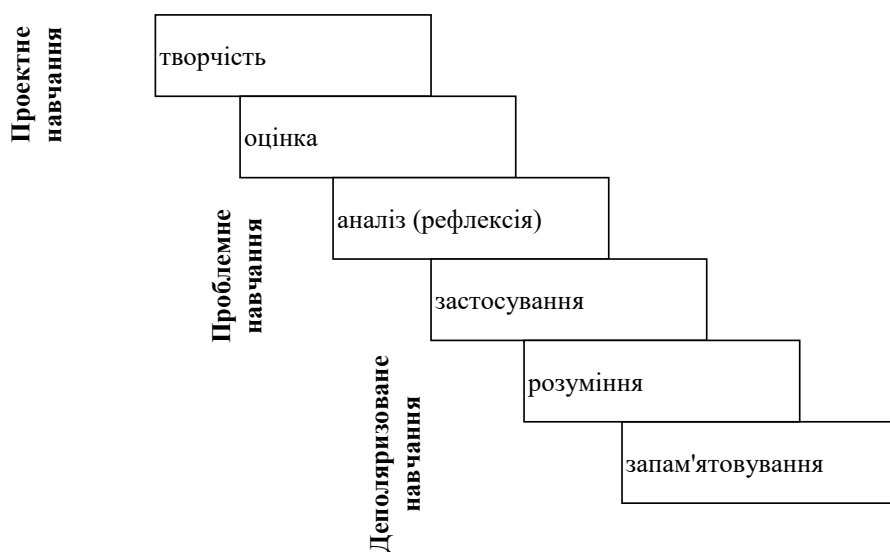 Проектне
навчання
творчість
оцінка
Проблемне
навчання
аналіз (рефлексія)
застосування
Деполяризоване
навчання
розуміння
запам'ятовування